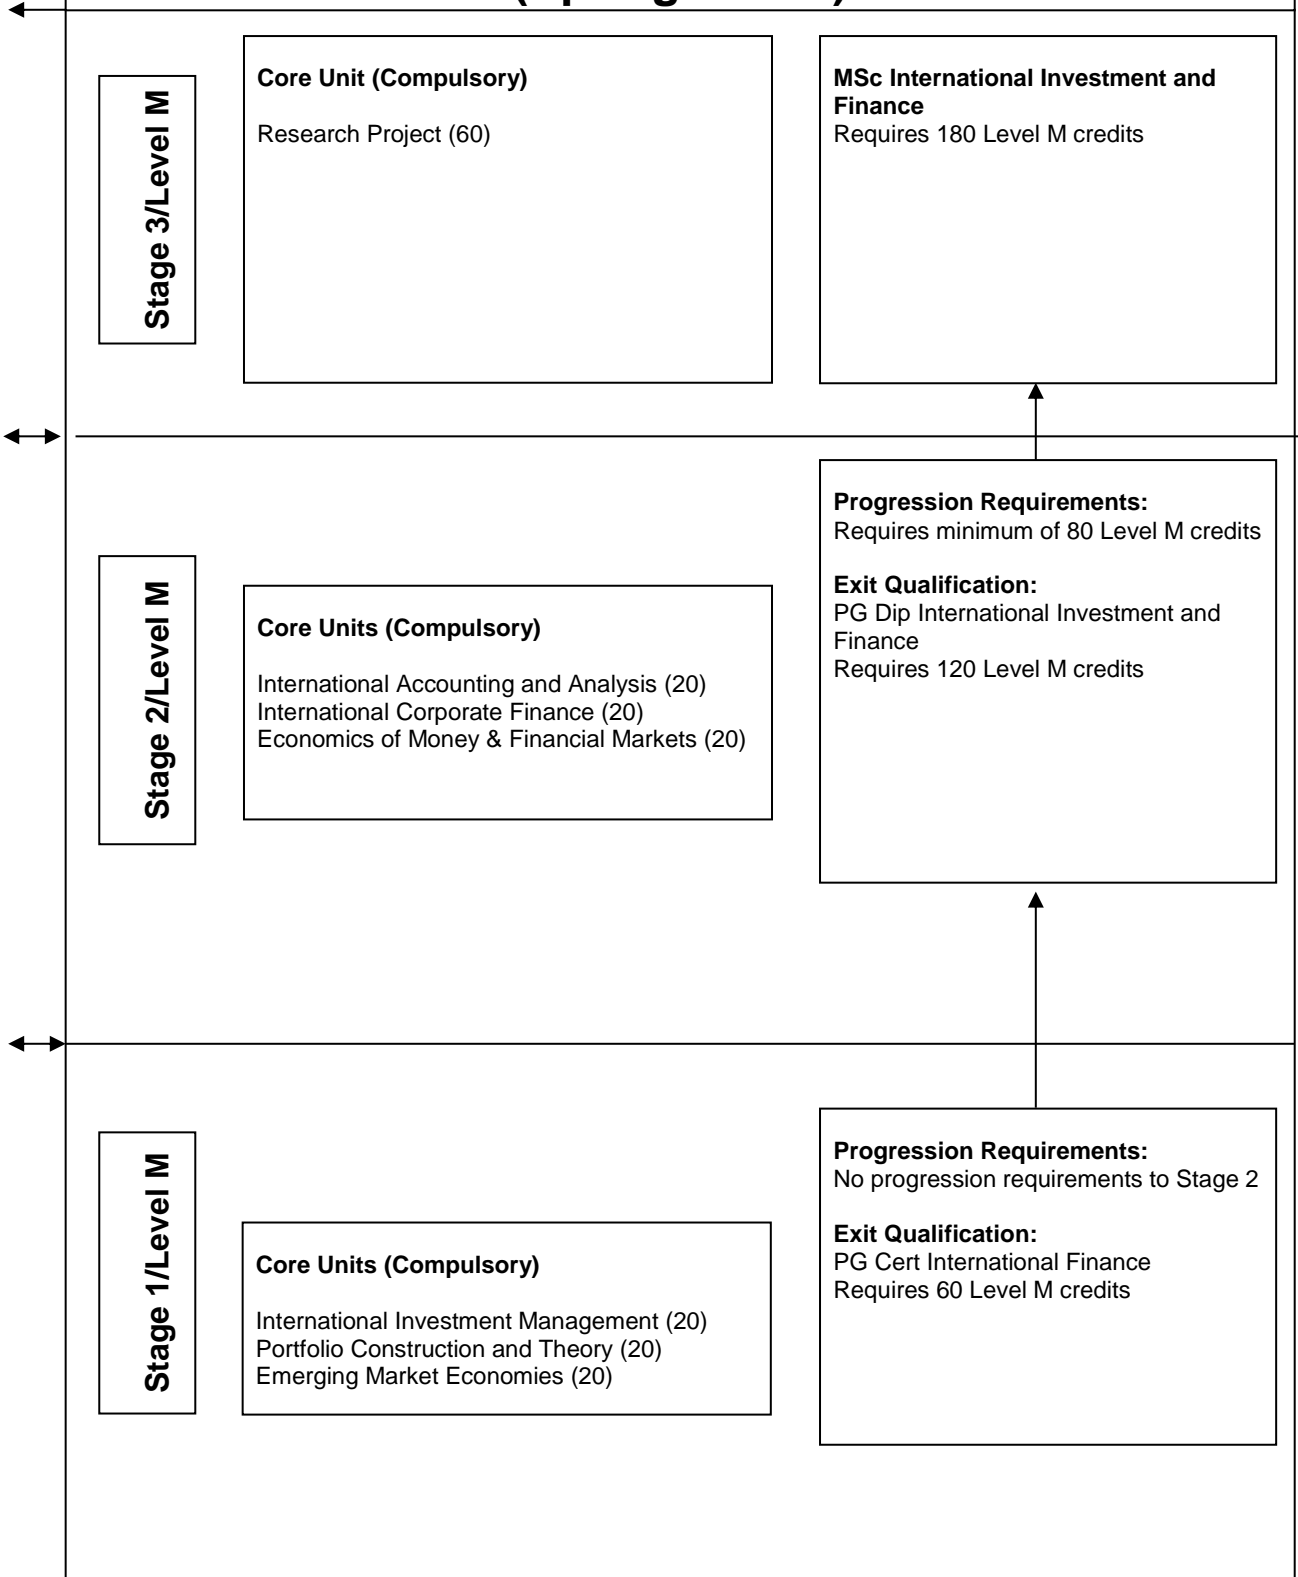 Stage 3/Level M
Core Unit (Compulsory)
Research Project (60)
MSc International Investment and
Finance
Requires 180 Level M credits
Stage 2/Level M
Core Units (Compulsory)
International Accounting and Analysis (20)
International Corporate Finance (20)
Economics of Money & Financial Markets (20)
Progression Requirements:
Requires minimum of 80 Level M credits
Exit Qualification:
PG Dip International Investment and
Finance
Requires 120 Level M credits
Stage 1/Level M
Core Units (Compulsory)
International Investment Management (20)
Portfolio Construction and Theory (20)
Emerging Market Economies (20)
Progression Requirements:
No progression requirements to Stage 2
Exit Qualification:
PG Cert International Finance
Requires 60 Level M credits